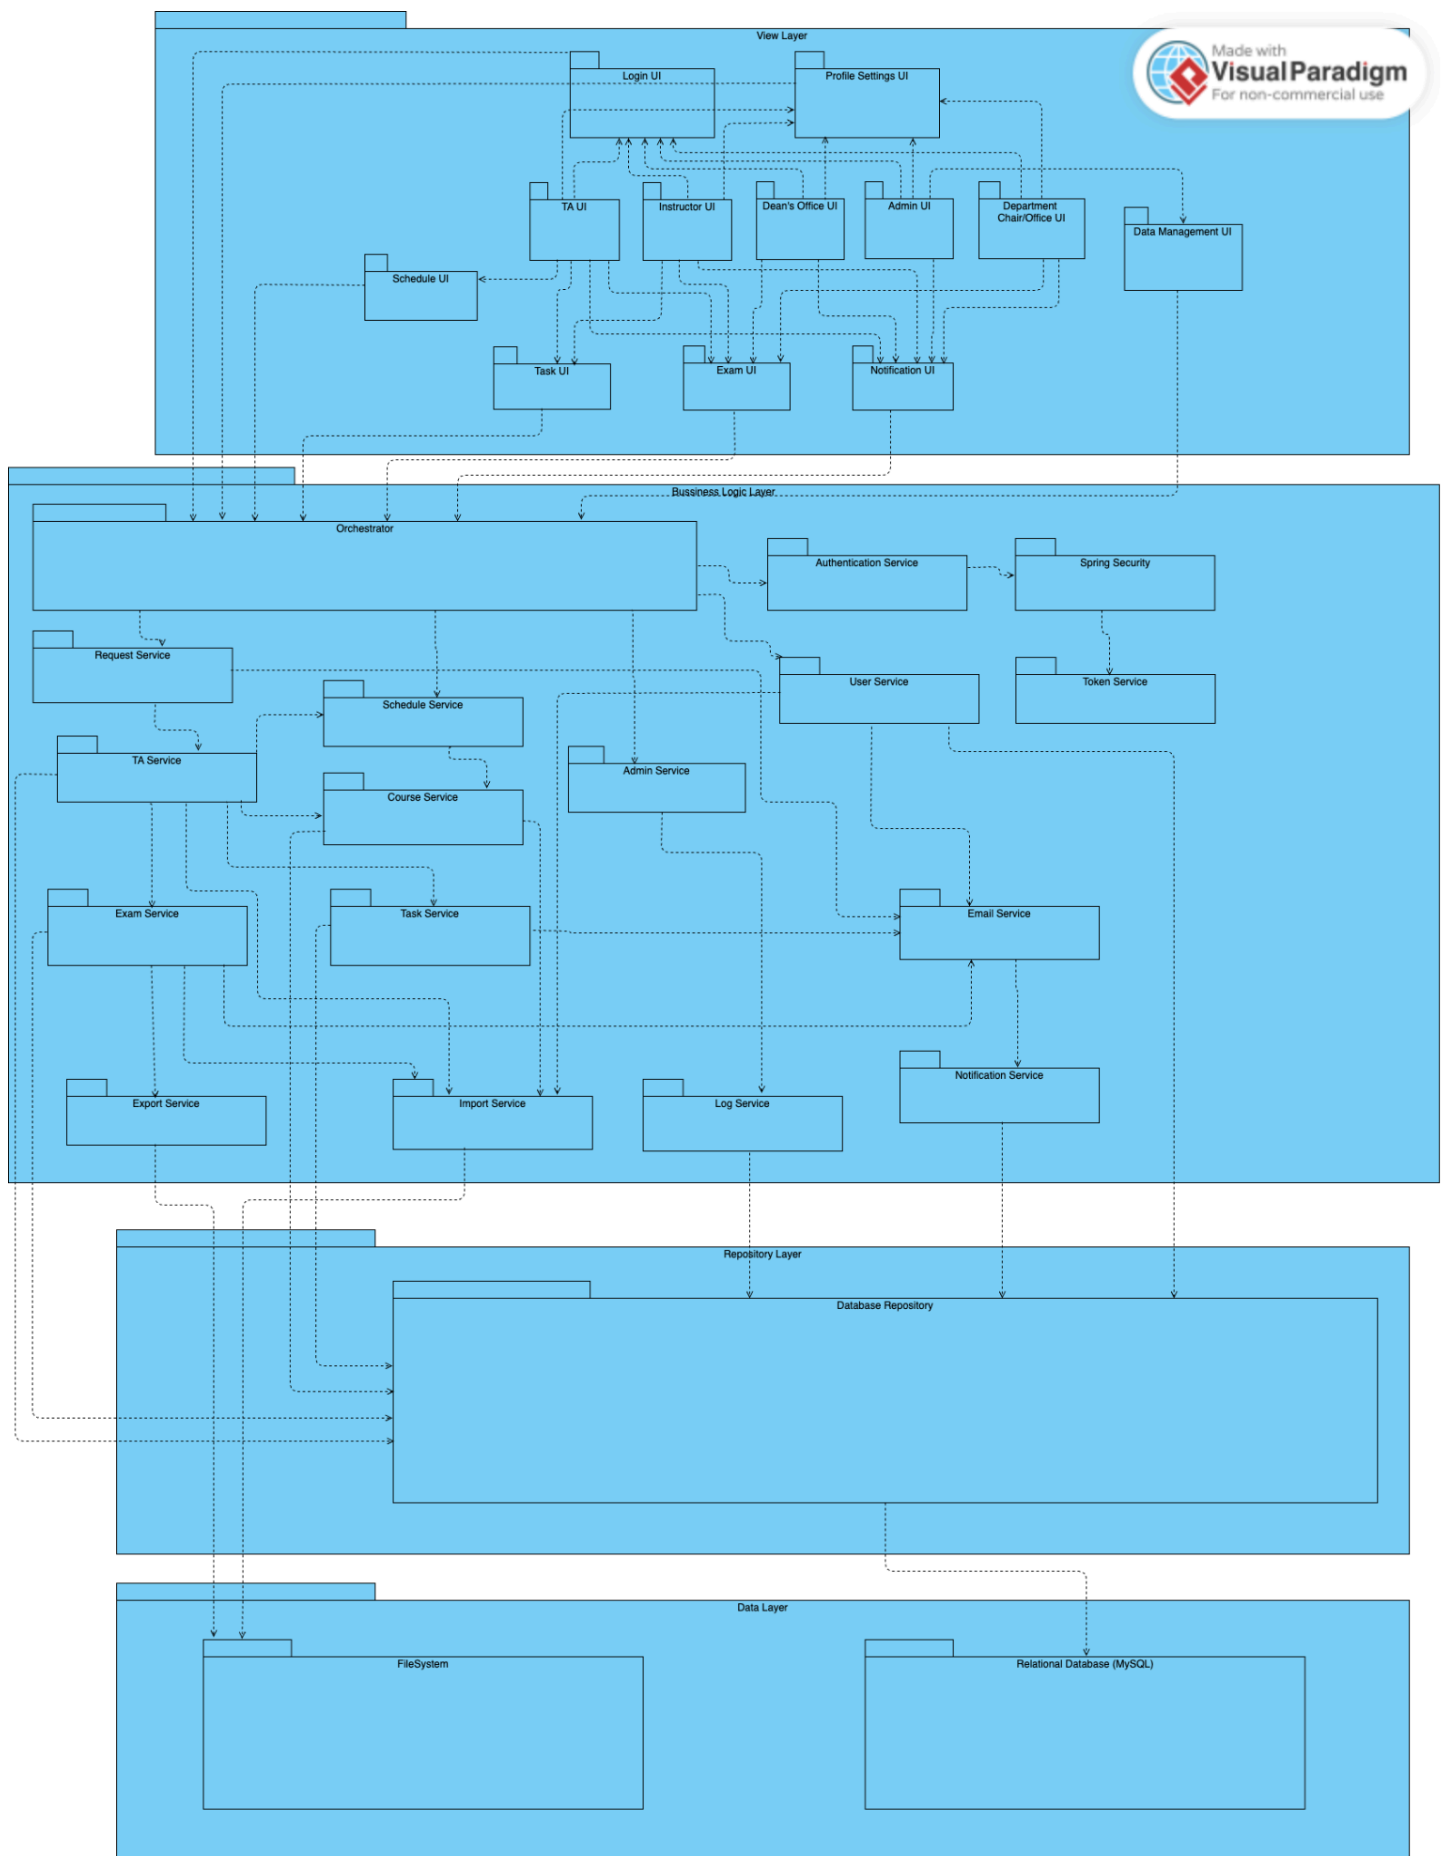 View Layer
Made with
Visual Paradigm
For non-commercial use
Login UI
Profile Settings UI
TA UI
Instructor UI
Dean's Office UI
Admin UI
Department
Chair/Office UI
Data Management UI
Schedule UI
Task UI
Exam UI
Notification UI
Bussiness Logic Layer
Orchestrator
Authentication Service
Spring Security
Request Service
User Service
Token Service
Schedule Service
TA Service
Admin Service
Course Service
Exam Service
Task Service
Email Service
Notification Service
Export Service
Import Service
Log Service
Repository Layer
Database Repository
Data Layer
FileSystem
Relational Database (MySQL)